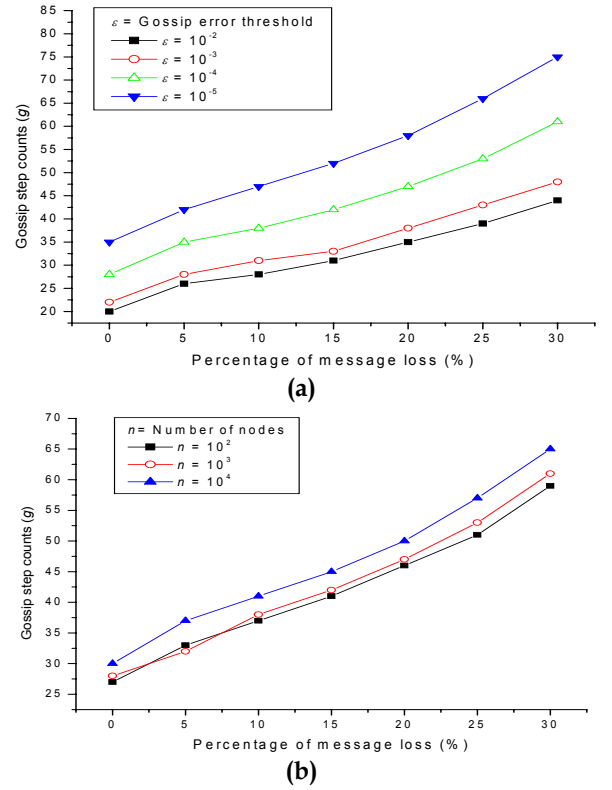 (a)
ε = Gossip error threshold
ε = 10⁻²
ε = 10⁻³
ε = 10⁻⁴
ε = 10⁻⁵
85
80
75
70
65
60
55
50
45
40
35
30
25
20
Gossip step counts (g)
0 5 10 15 20 25 30
Percentage of message loss (%)
(a)
n= Number of nodes
n = 10²
n = 10³
n = 10⁴
70
65
60
55
50
45
40
35
30
25
Gossip step counts (g)
0 5 10 15 20 25 30
Percentage of message loss (%)
(b)